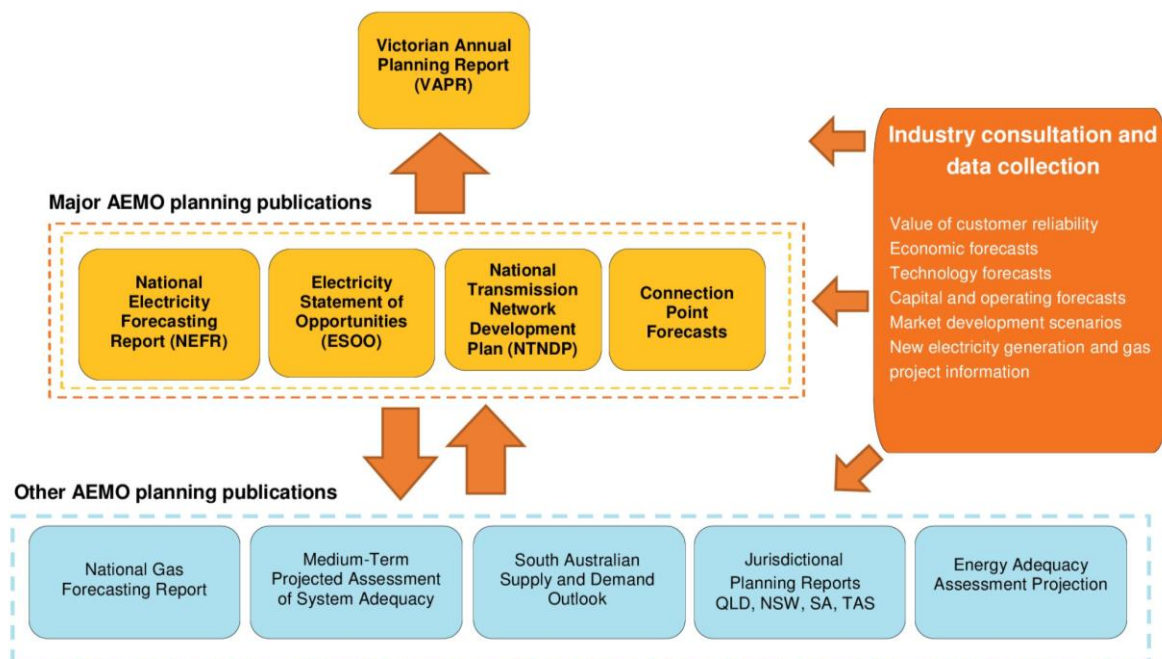 Victorian Annual
Planning Report
(VAPR)
Industry consultation and
data collection
Value of customer reliability
Economic forecasts
Technology forecasts
Capital and operating forecasts
Market development scenarios
New electricity generation and gas
project information
Major AEMO planning publications
National
Electricity
Forecasting
Report (NEFR)
Electricity
Statement of
Opportunities
(ESOO)
National
Transmission
Network
Development
Plan (NTNDP)
Connection
Point
Forecasts
Other AEMO planning publications
National Gas
Forecasting Report
Medium-Term
Projected Assessment
of System Adequacy
South Australian
Supply and Demand
Outlook
Jurisdictional
Planning Reports
QLD, NSW, SA, TAS
Energy Adequacy
Assessment Projection